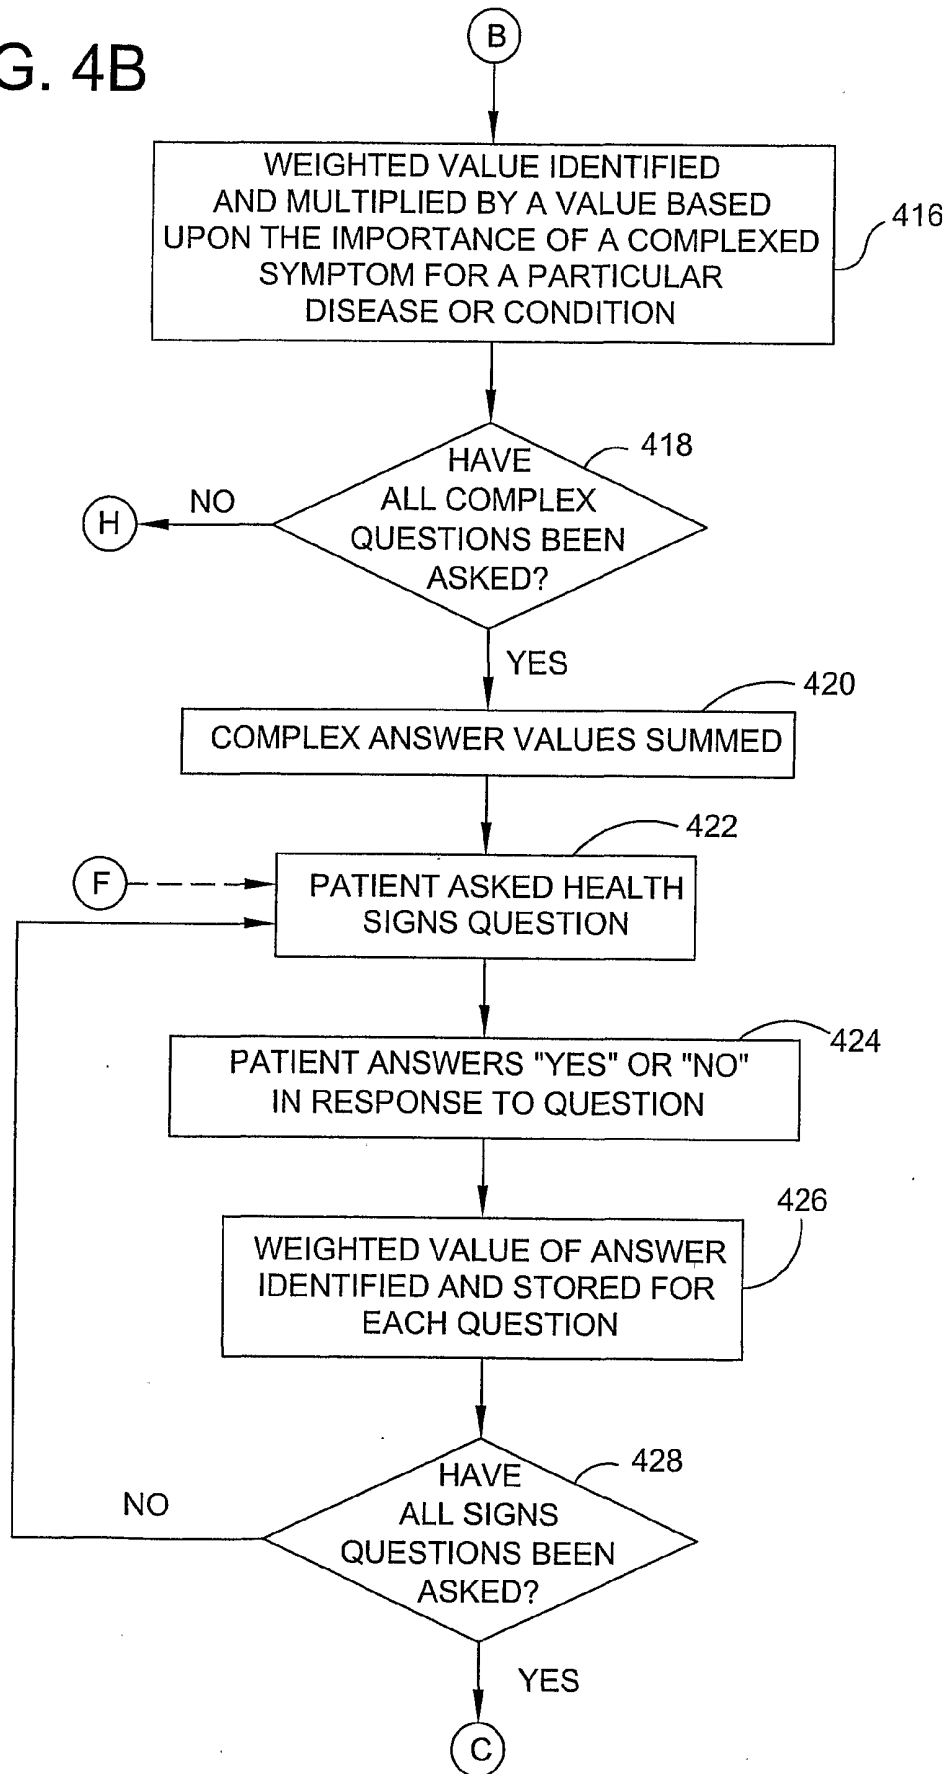 G. 4B
B
WEIGHTED VALUE IDENTIFIED
AND MULTIPLIED BY A VALUE BASED
UPON THE IMPORTANCE OF A COMPLEXED
SYMPTOM FOR A PARTICULAR
DISEASE OR CONDITION
416
HAVE
ALL COMPLEX
QUESTIONS BEEN
ASKED?
418
NO
H
YES
420
COMPLEX ANSWER VALUES SUMMED
422
F
PATIENT ASKED HEALTH
SIGNS QUESTION
424
PATIENT ANSWERS "YES" OR "NO"
IN RESPONSE TO QUESTION
426
WEIGHTED VALUE OF ANSWER
IDENTIFIED AND STORED FOR
EACH QUESTION
428
HAVE
ALL SIGNS
QUESTIONS BEEN
ASKED?
NO
YES
C